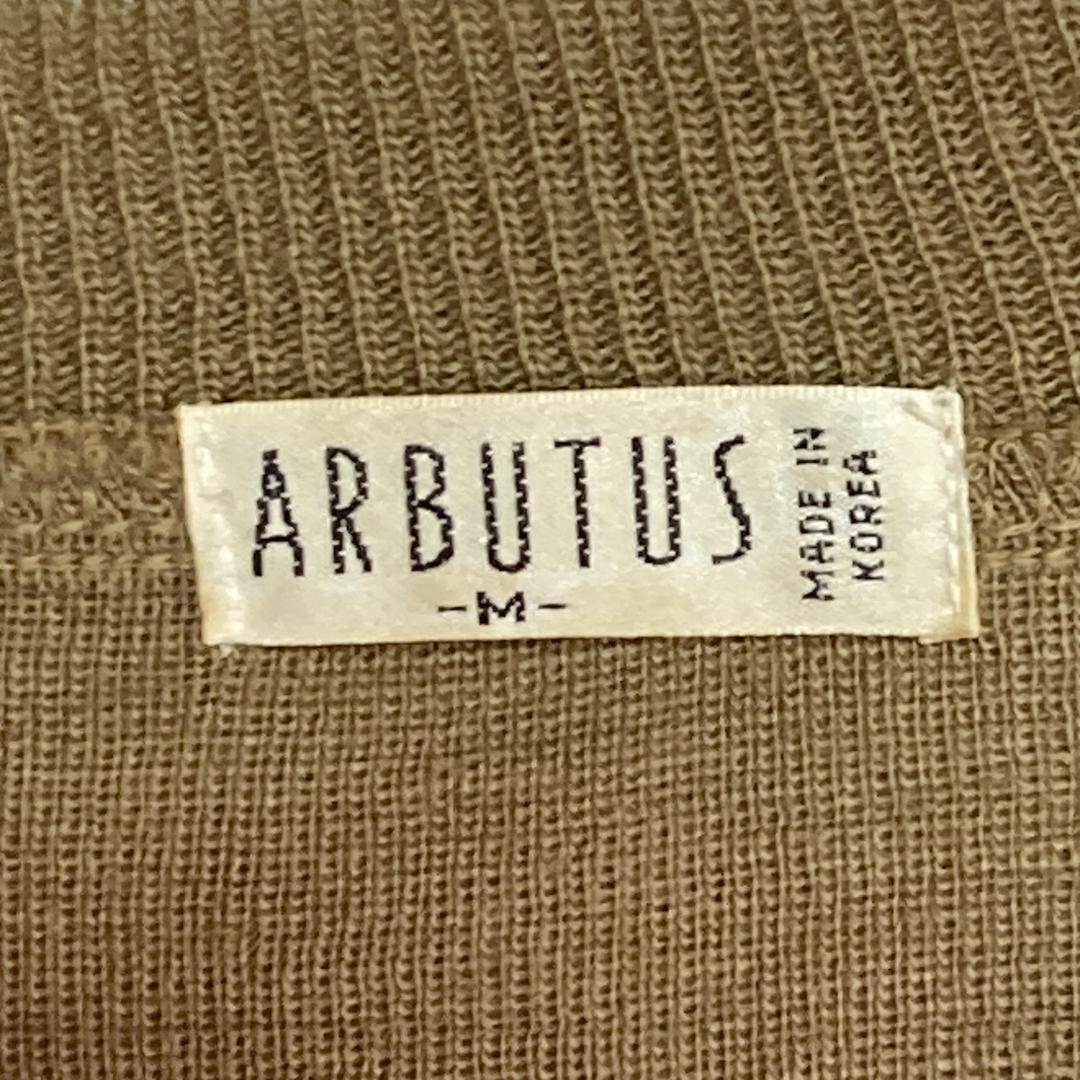 ARBUTUS
-M-
MADE IN
KOREA